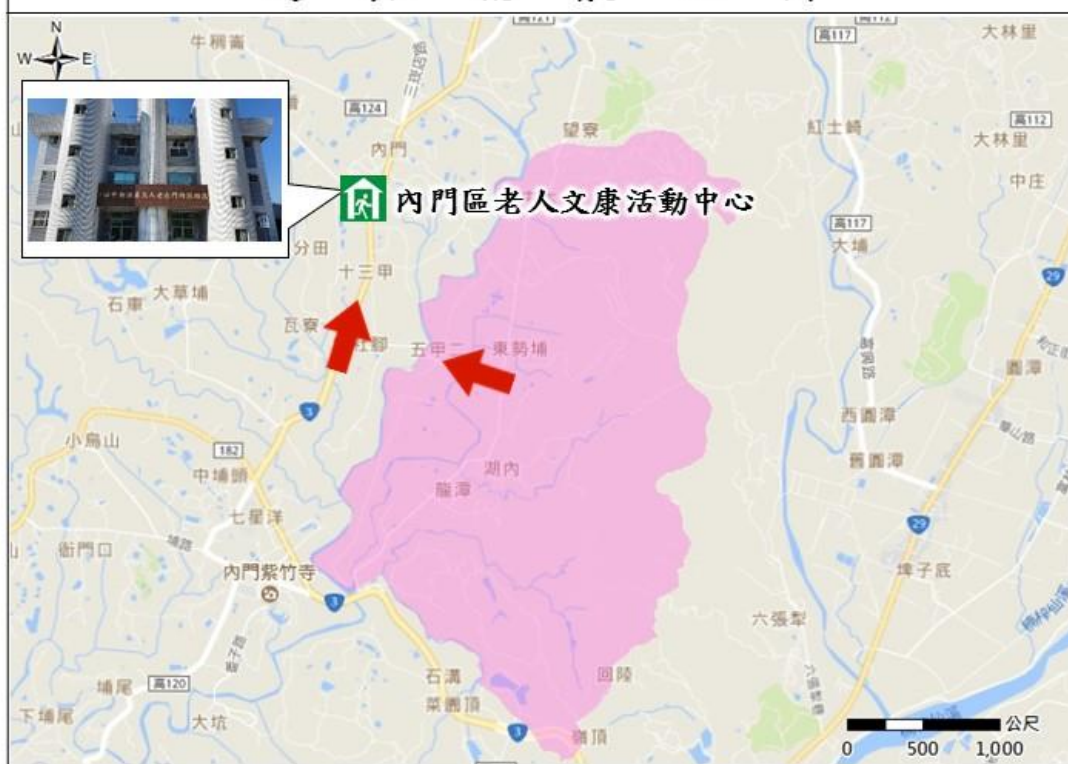 N
W E
高121
高117
高112
大林里
牛稠崙
高124
望寮
紅土崎
高112
大林里
內門
中庄
內門區老人文康活動中心
高117
大埔
分田
十三甲
29
石東
大草埔
瓦寮
五甲二
東勢埔
圓潭
3
西圓潭
小烏山
182
舊圓潭
中埔頭
湖內
龍潭
七星洋
29
衙門口
埔路
內門紫竹寺
埤子底
3
六張犁
石溝
回陵
埔尾
高120
菜園頂
下埔尾
大坑
3
嶺頂
公尺
0 500 1,000